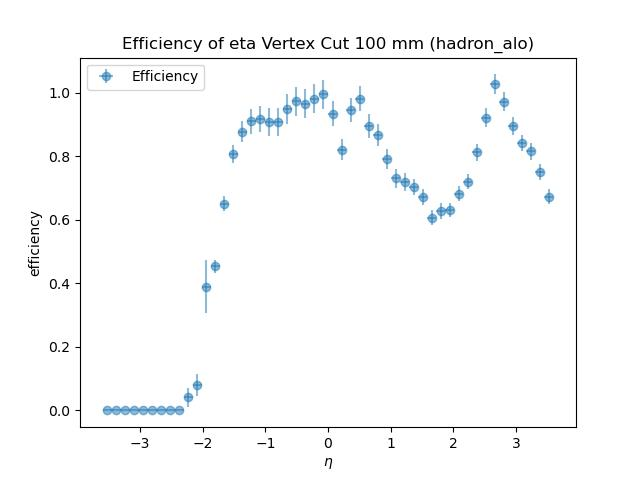 Efficiency of eta Vertex Cut 100 mm (hadron_alo)
Efficiency
efficiency
1.0
0.8
0.6
0.4
0.2
0.0
−3 −2 −1 0 1 2 3
η